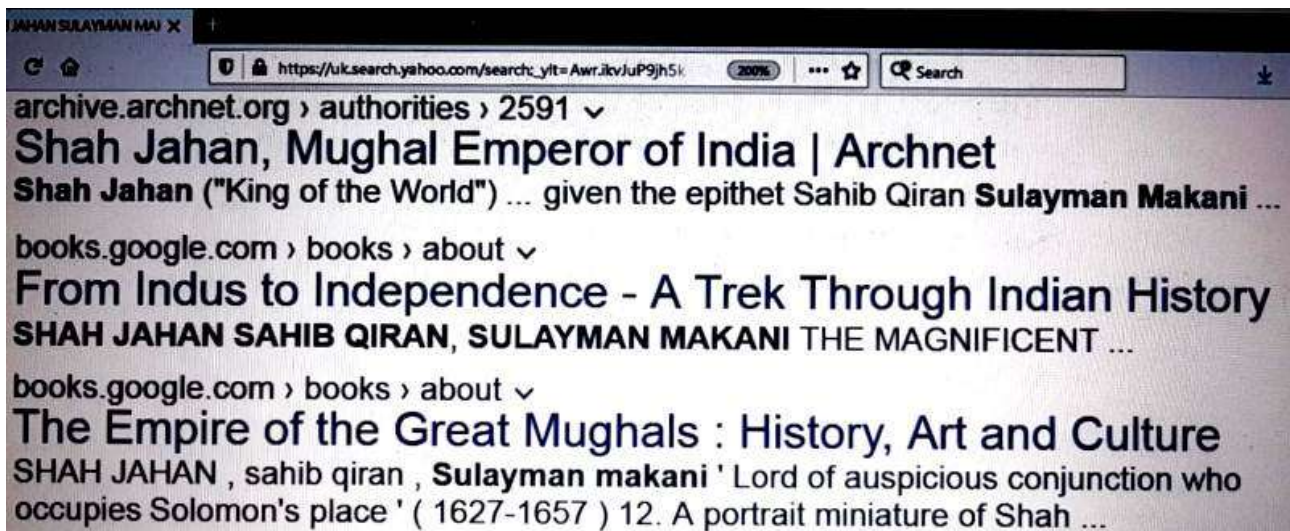 JAHAN SULAYMAN MAI
https://uk.search.yahoo.com/search;_ylt=Awr.ikvJuP9jh5k 200% Search
archive.archnet.org › authorities › 2591
Shah Jahan, Mughal Emperor of India | Archnet
Shah Jahan ("King of the World") ... given the epithet Sahib Qiran Sulayman Makani ...
books.google.com › books › about
From Indus to Independence - A Trek Through Indian History
SHAH JAHAN SAHIB QIRAN, SULAYMAN MAKANI THE MAGNIFICENT ...
books.google.com › books › about
The Empire of the Great Mughals : History, Art and Culture
SHAH JAHAN , sahib qiran , Sulayman makani ' Lord of auspicious conjunction who
occupies Solomon's place ' ( 1627-1657 ) 12. A portrait miniature of Shah ...